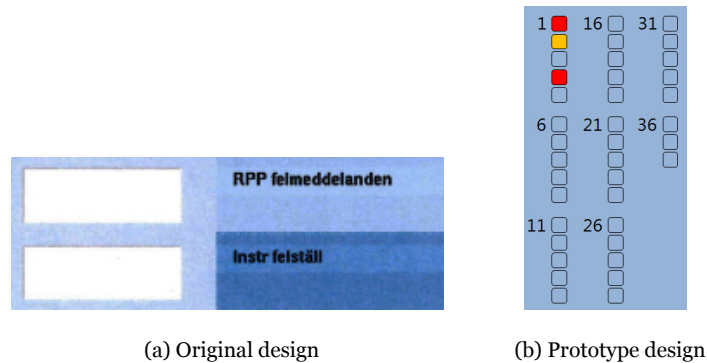 RPP felmeddelanden
Instr felställ
(a) Original design
1 16 31
6 21 36
11 26
(b) Prototype design